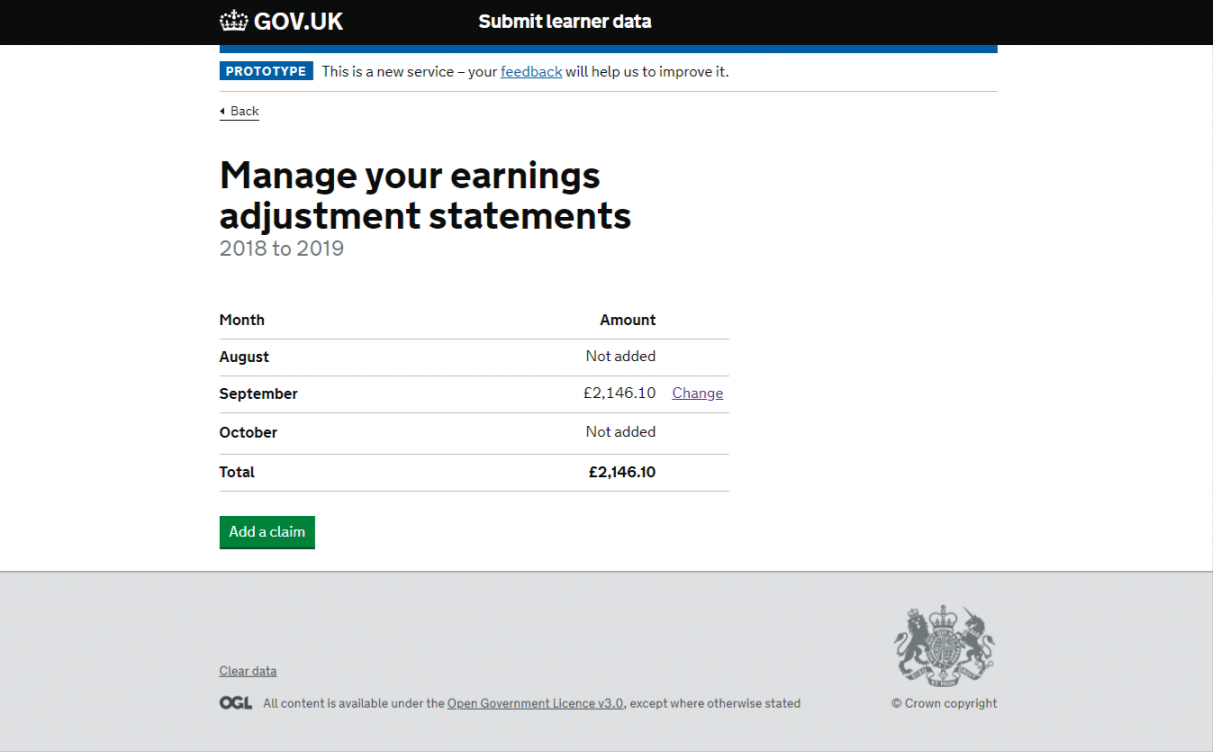 GOV.UK Submit learner data
PROTOTYPE This is a new service – your feedback will help us to improve it.
Back
Manage your earnings
adjustment statements
2018 to 2019
Month Amount
August Not added
September £2,146.10 Change
October Not added
Total £2,146.10
Add a claim
Clear data
OGL All content is available under the Open Government Licence v3.0, except where otherwise stated
© Crown copyright